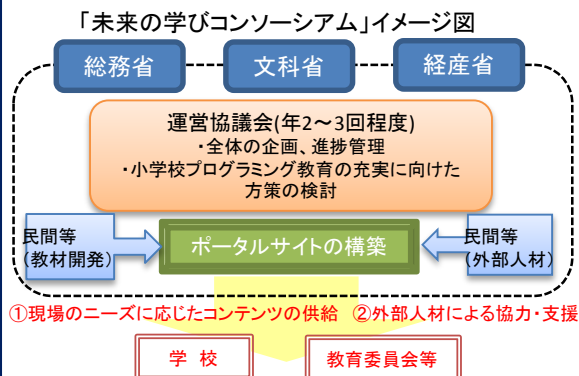 「未来の学びコンソーシアム」イメージ図
総務省
文科省
経産省
運営協議会(年2～3回程度)
・全体の企画、進捗管理
・小学校プログラミング教育の充実に向けた
方策の検討
民間等
（教材開発）
ポータルサイトの構築
民間等
（外部人材）
①現場のニーズに応じたコンテンツの供給
②外部人材による協力・支援
学 校
教育委員会等